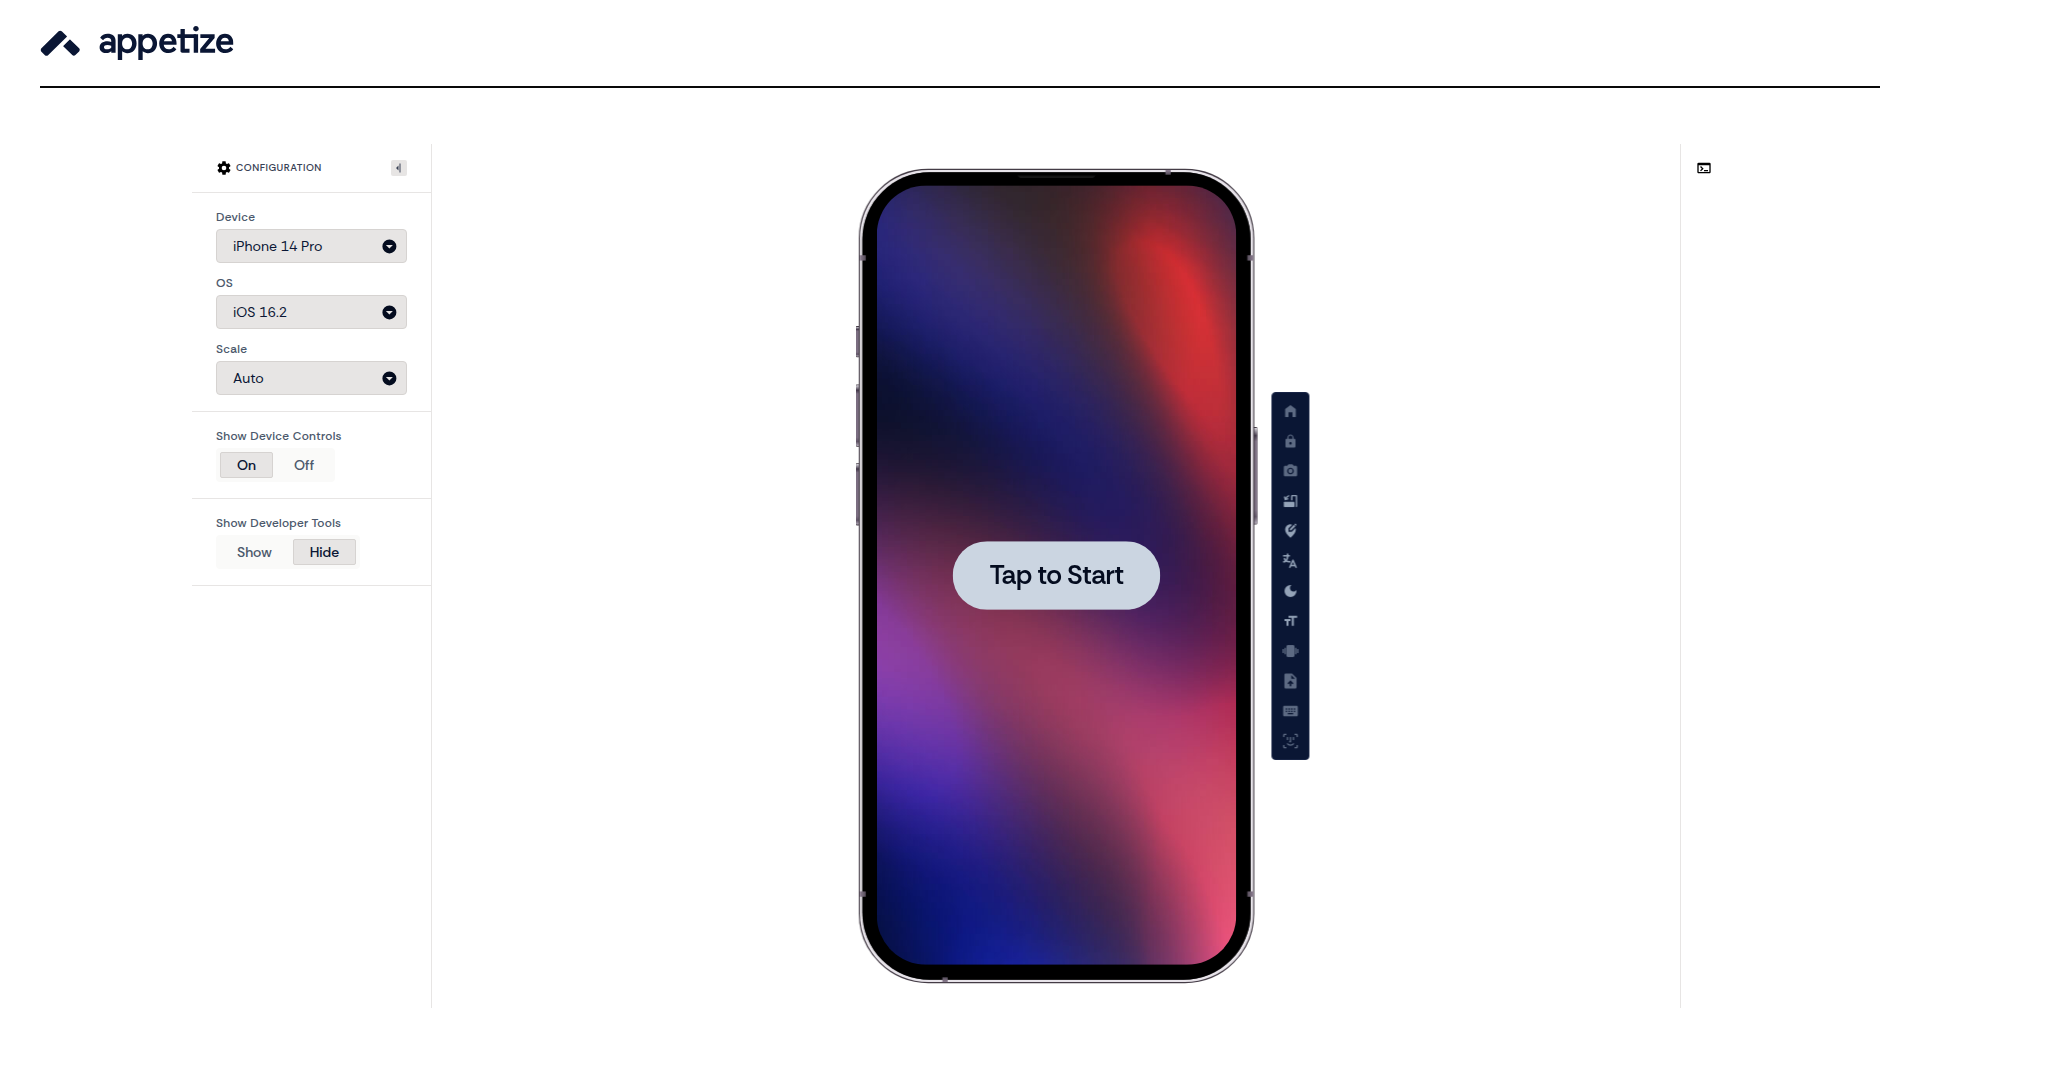 appetize
CONFIGURATION
Device
iPhone 14 Pro
OS
iOS 16.2
Scale
Auto
Show Device Controls
On Off
Show Developer Tools
Show Hide
Tap to Start